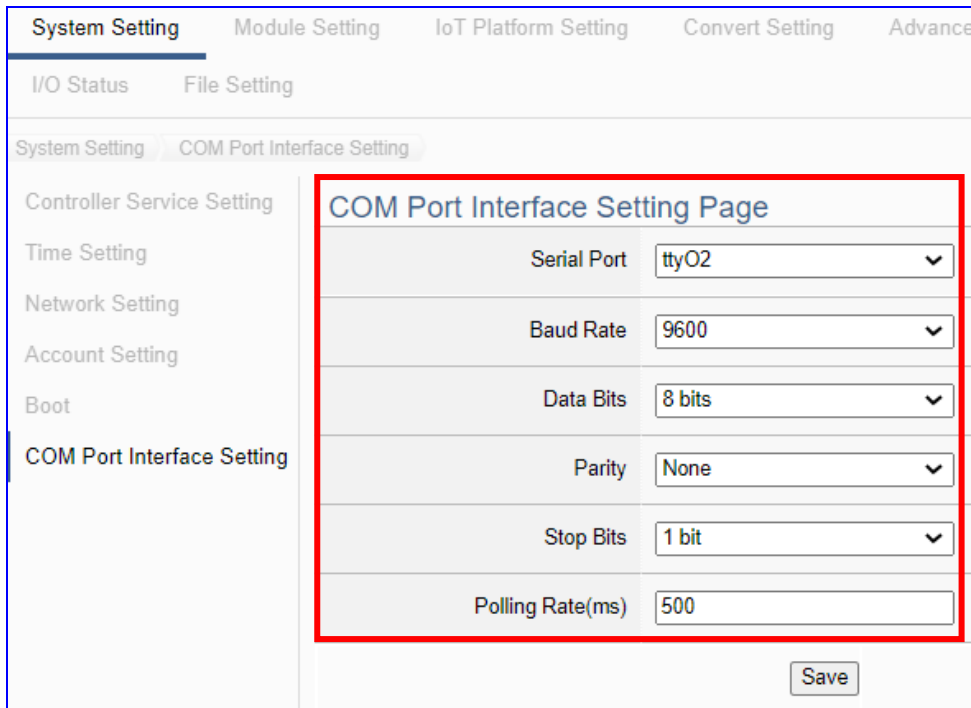 System Setting Module Setting IoT Platform Setting Convert Setting Advance
I/O Status File Setting
System Setting COM Port Interface Setting
Controller Service Setting
Time Setting
Network Setting
Account Setting
Boot
COM Port Interface Setting
COM Port Interface Setting Page
Serial Port ttyO2
Baud Rate 9600
Data Bits 8 bits
Parity None
Stop Bits 1 bit
Polling Rate(ms) 500
Save